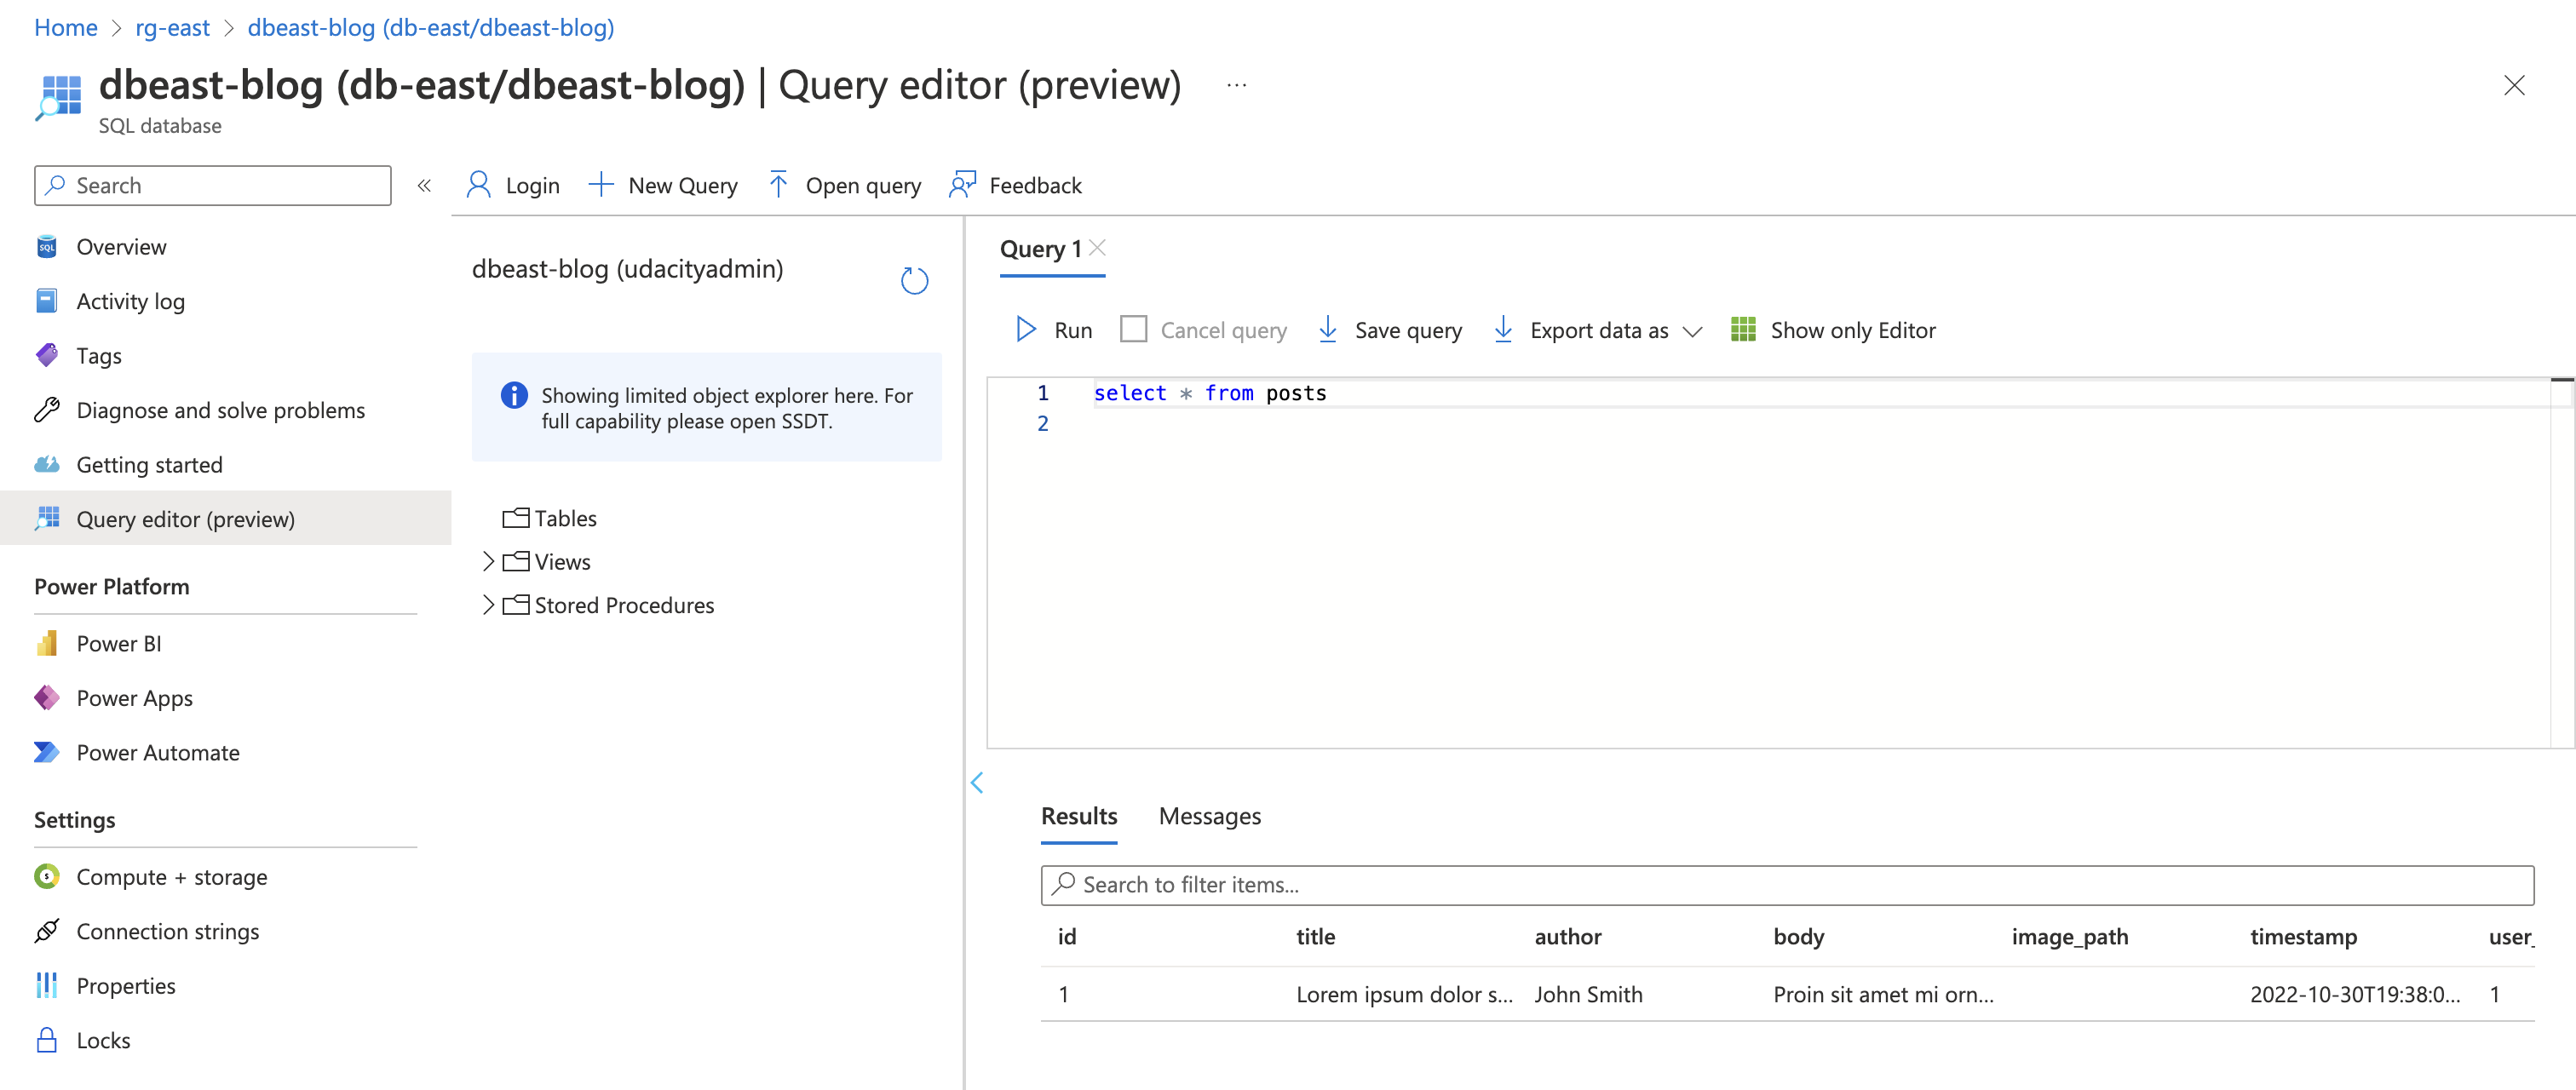 Home > rg-east > dbeast-blog (db-east/dbeast-blog)
dbeast-blog (db-east/dbeast-blog) | Query editor (preview) ...
SQL database
Search
«
Overview
Activity log
Tags
Diagnose and solve problems
Getting started
Query editor (preview)
Power Platform
Power BI
Power Apps
Power Automate
Settings
Compute + storage
Connection strings
Properties
Locks
Login New Query Open query Feedback
dbeast-blog (udacityadmin)
Showing limited object explorer here. For
full capability please open SSDT.
Tables
Views
Stored Procedures
Query 1
Run Cancel query Save query Export data as Show only Editor
1 select * from posts
2
Results Messages
Search to filter items...
id title author body image_path timestamp user_
1 Lorem ipsum dolor s... John Smith Proin sit amet mi orn... 2022-10-30T19:38:0... 1